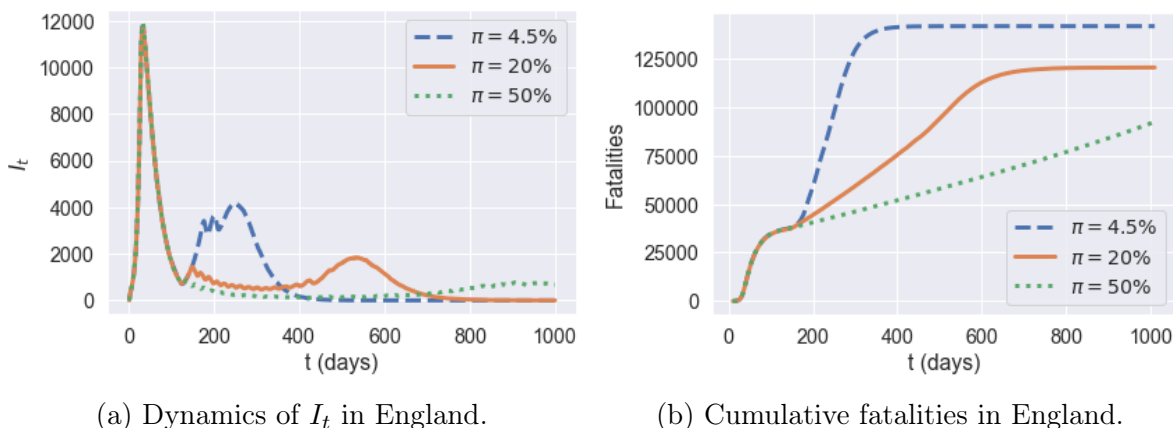 12000
10000
8000
6000
4000
2000
0
I_t
π = 4.5%
π = 20%
π = 50%
0 200 400 600 800 1000
t (days)
125000
100000
75000
50000
25000
0
Fatalities
π = 4.5%
π = 20%
π = 50%
0 200 400 600 800 1000
t (days)
(a) Dynamics of I_t in England.
(b) Cumulative fatalities in England.